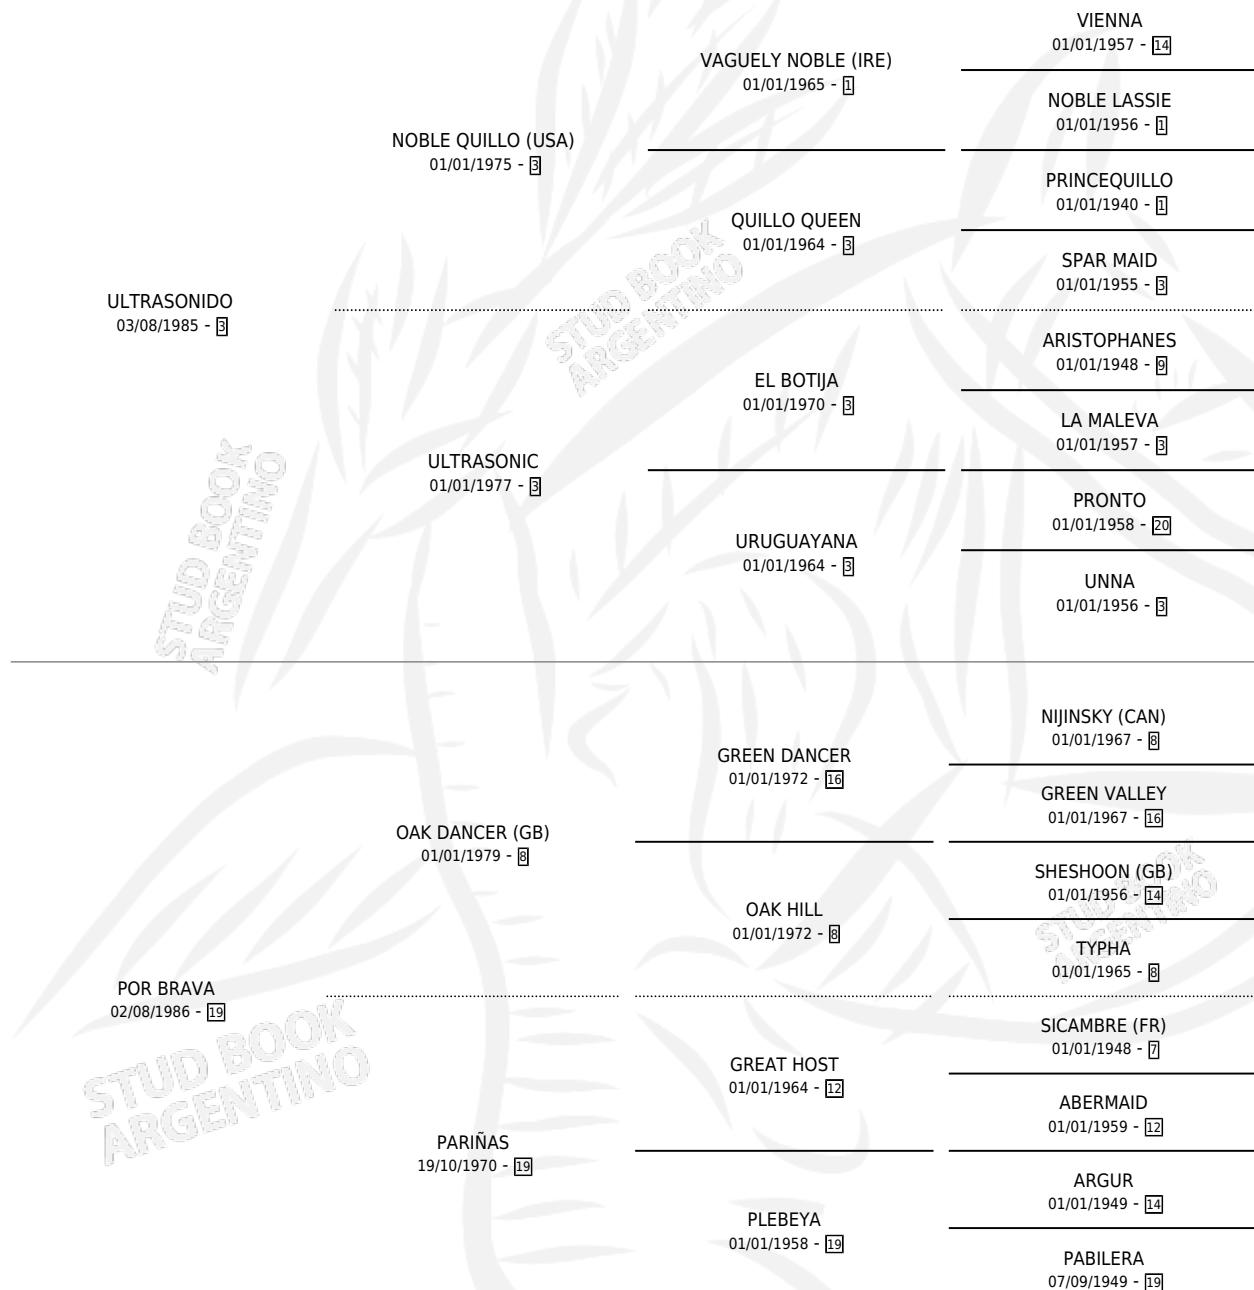 VIENNA
01/01/1957 - 14
VAGUELY NOBLE (IRE)
01/01/1965 - 1
NOBLE LASSIE
01/01/1956 - 1
NOBLE QUILLO (USA)
01/01/1975 - 3
PRINCEQUILLO
01/01/1940 - 1
QUILLO QUEEN
01/01/1964 - 3
SPAR MAID
01/01/1955 - 3
ULTRASONIDO
03/08/1985 - 3
ARISTOPHANES
01/01/1948 - 9
EL BOTIJA
01/01/1970 - 3
LA MALEVA
01/01/1957 - 3
ULTRASONIC
01/01/1977 - 3
PRONTO
01/01/1958 - 20
URUGUAYANA
01/01/1964 - 3
UNNA
01/01/1956 - 3
NIJINSKY (CAN)
01/01/1967 - 8
GREEN DANCER
01/01/1972 - 16
GREEN VALLEY
01/01/1967 - 16
OAK DANCER (GB)
01/01/1979 - 8
SHESHOON (GB)
01/01/1956 - 14
OAK HILL
01/01/1972 - 8
TYPHA
01/01/1965 - 8
POR BRAVA
02/08/1986 - 19
SICAMBRE (FR)
01/01/1948 - 7
GREAT HOST
01/01/1964 - 12
ABERMAID
01/01/1959 - 12
PARIÑAS
19/10/1970 - 19
ARGUR
01/01/1949 - 14
PLEBEYA
01/01/1958 - 19
PABILERA
07/09/1949 - 19
STUD BOOK
ARGENTINO
STUD BOOK
ARGENTINO
STUD BOOK
ARGENTINO
STUD BOOK
ARGENTINO